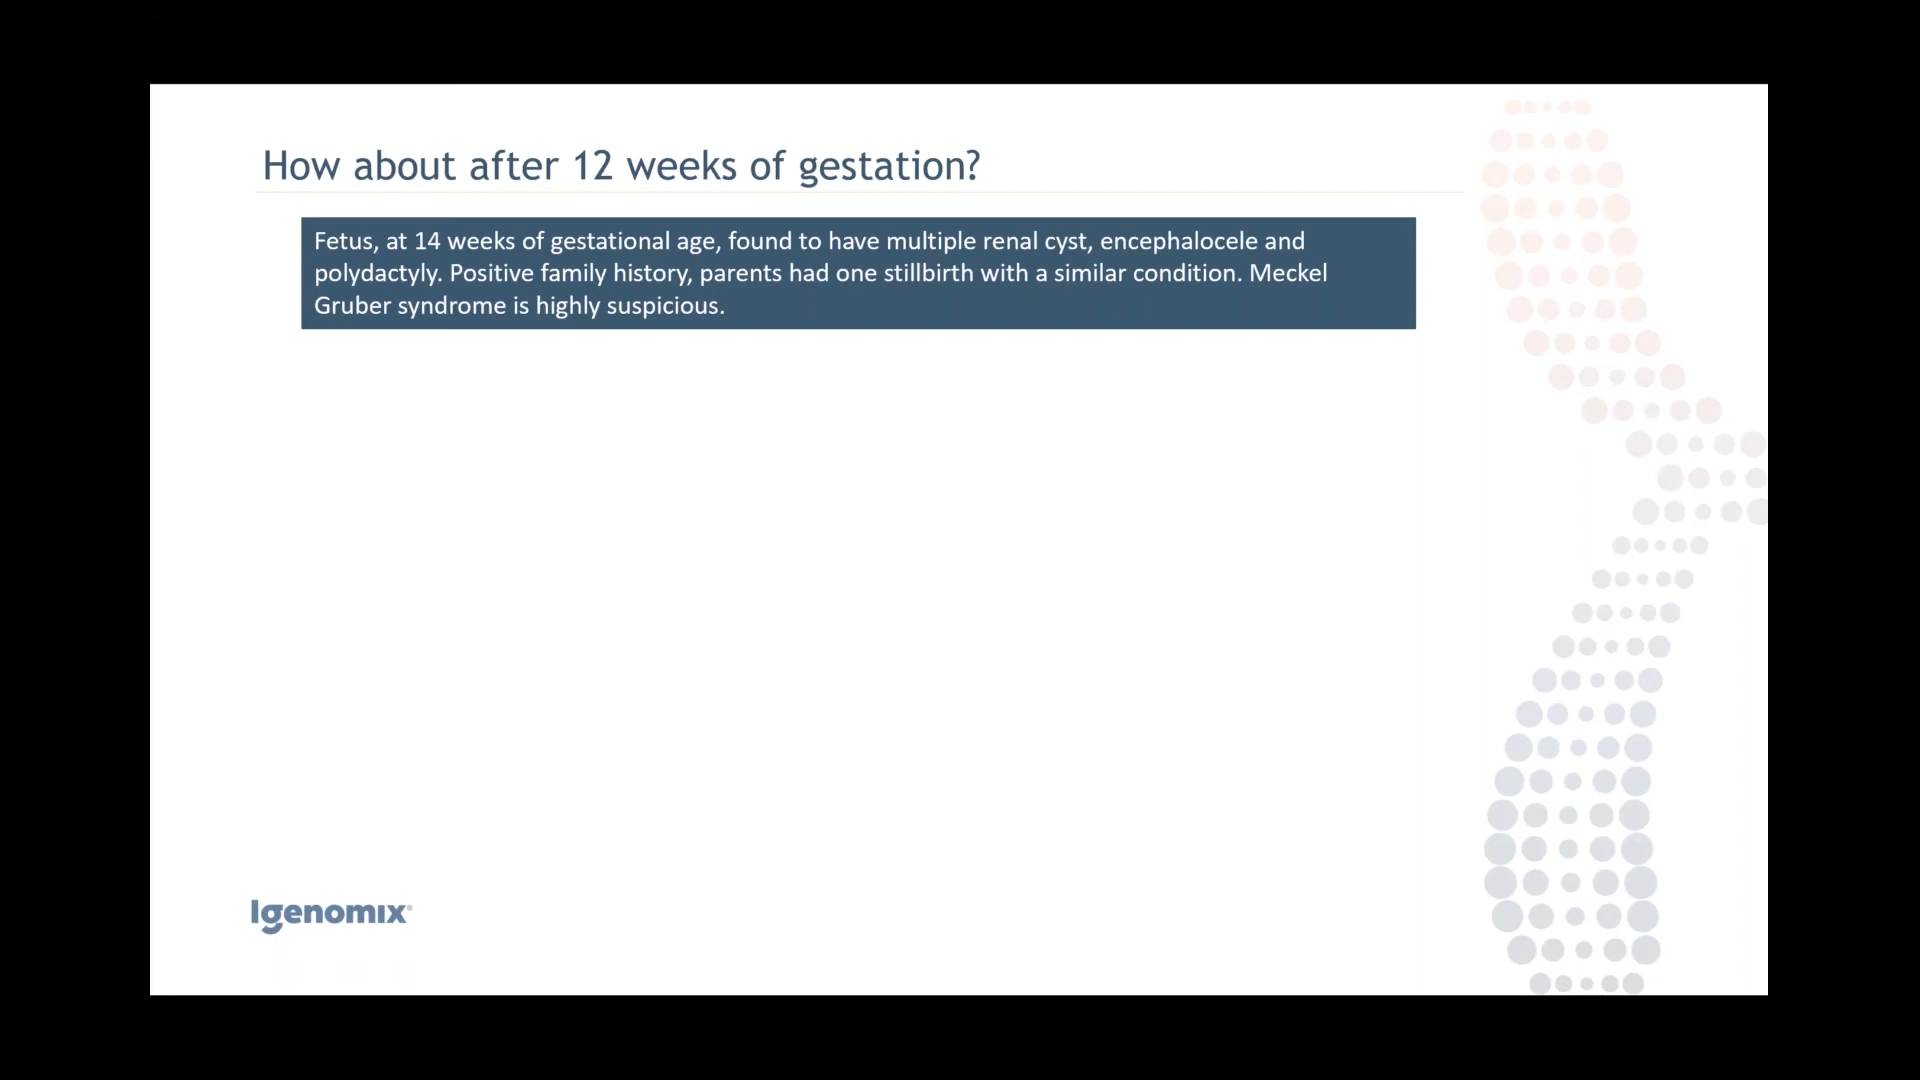 How about after 12 weeks of gestation?
Fetus, at 14 weeks of gestational age, found to have multiple renal cyst, encephalocele and
polydactyly. Positive family history, parents had one stillbirth with a similar condition. Meckel
Gruber syndrome is highly suspicious.
Igenomix®